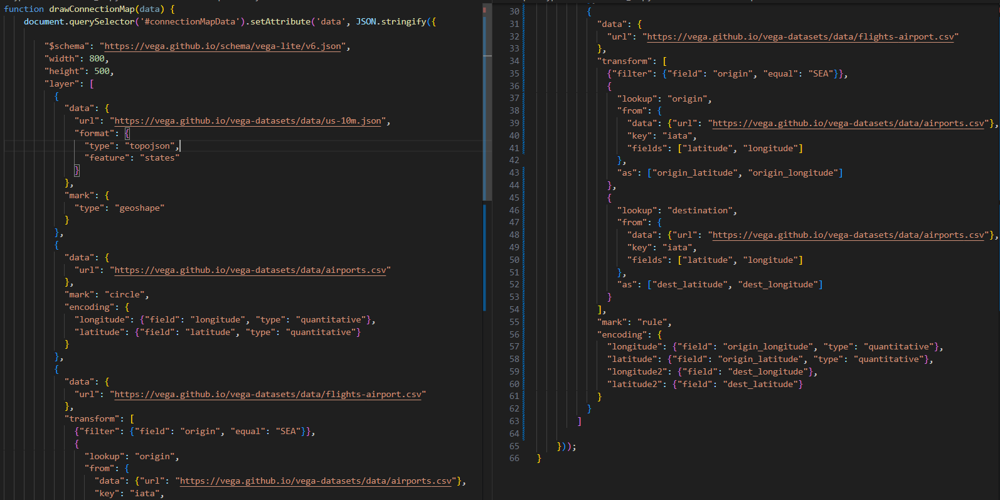 function drawConnectionMap(data) {
document.querySelector('#connectionMapData').setAttribute('data', JSON.stringify({
"$schema": "https://vega.github.io/schema/vega-lite/v6.json",
"width": 800,
"height": 500,
"layer": [
{
"data": {
"url": "https://vega.github.io/vega-datasets/data/us-10m.json",
"format": {
"type": "topojson",
"feature": "states"
}
},
"mark": {
"type": "geoshape"
}
},
{
"data": {
"url": "https://vega.github.io/vega-datasets/data/airports.csv"
},
"mark": "circle",
"encoding": {
"longitude": {"field": "longitude", "type": "quantitative"},
"latitude": {"field": "latitude", "type": "quantitative"}
}
},
{
"data": {
"url": "https://vega.github.io/vega-datasets/data/flights-airport.csv"
},
"transform": [
{"filter": {"field": "origin", "equal": "SEA"}},
{
"lookup": "origin",
"from": {
"data": {"url": "https://vega.github.io/vega-datasets/data/airports.csv"},
"key": "iata",
30 {
31 "data": {
32 "url": "https://vega.github.io/vega-datasets/data/flights-airport.csv"
33 },
34 "transform": [
35 {"filter": {"field": "origin", "equal": "SEA"}},
36 {
37 "lookup": "origin",
38 "from": {
39 "data": {"url": "https://vega.github.io/vega-datasets/data/airports.csv"},
40 "key": "iata",
41 "fields": ["latitude", "longitude"]
42 },
43 "as": ["origin_latitude", "origin_longitude"]
44 },
45 {
46 "lookup": "destination",
47 "from": {
48 "data": {"url": "https://vega.github.io/vega-datasets/data/airports.csv"},
49 "key": "iata",
50 "fields": ["latitude", "longitude"]
51 },
52 "as": ["dest_latitude", "dest_longitude"]
53 }
54 ],
55 "mark": "rule",
56 "encoding": {
57 "longitude": {"field": "origin_longitude", "type": "quantitative"},
58 "latitude": {"field": "origin_latitude", "type": "quantitative"},
59 "longitude2": {"field": "dest_longitude"},
60 "latitude2": {"field": "dest_latitude"}
61 }
62 }
63 ]
64
65 }));
66 }